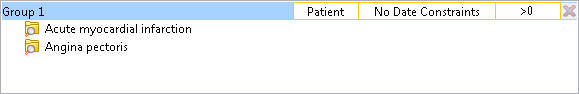 Group 1 Patient No Date Constraints >0
Acute myocardial infarction
Angina pectoris